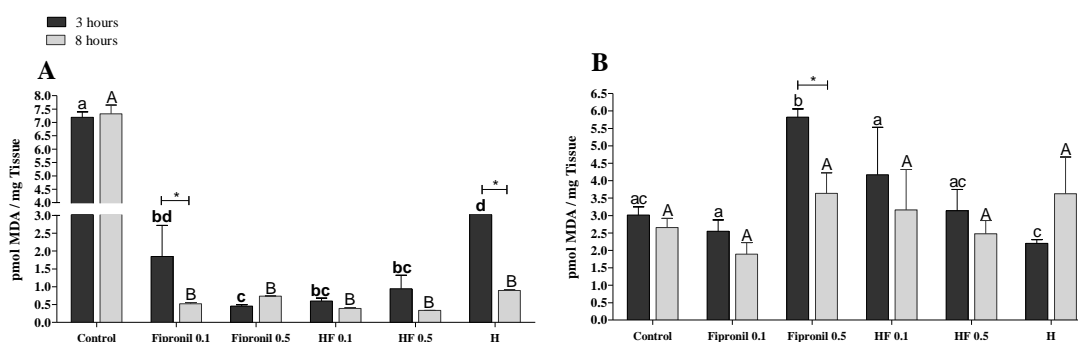 3 hours
8 hours
A
pmol MDA / mg Tissue
8.0
7.5
7.0
6.5
6.0
5.5
5.0
4.5
4.0
3.0
2.5
2.0
1.5
1.0
0.5
0.0
a A
bd * B
c B
bc B
bc B
d * B
Control Fipronil 0.1 Fipronil 0.5 HF 0.1 HF 0.5 H
B
pmol MDA / mg Tissue
6.5
6.0
5.5
5.0
4.5
4.0
3.5
3.0
2.5
2.0
1.5
1.0
0.5
0.0
ac A
a A
b * A
a A
ac A
c A
Control Fipronil 0.1 Fipronil 0.5 HF 0.1 HF 0.5 H